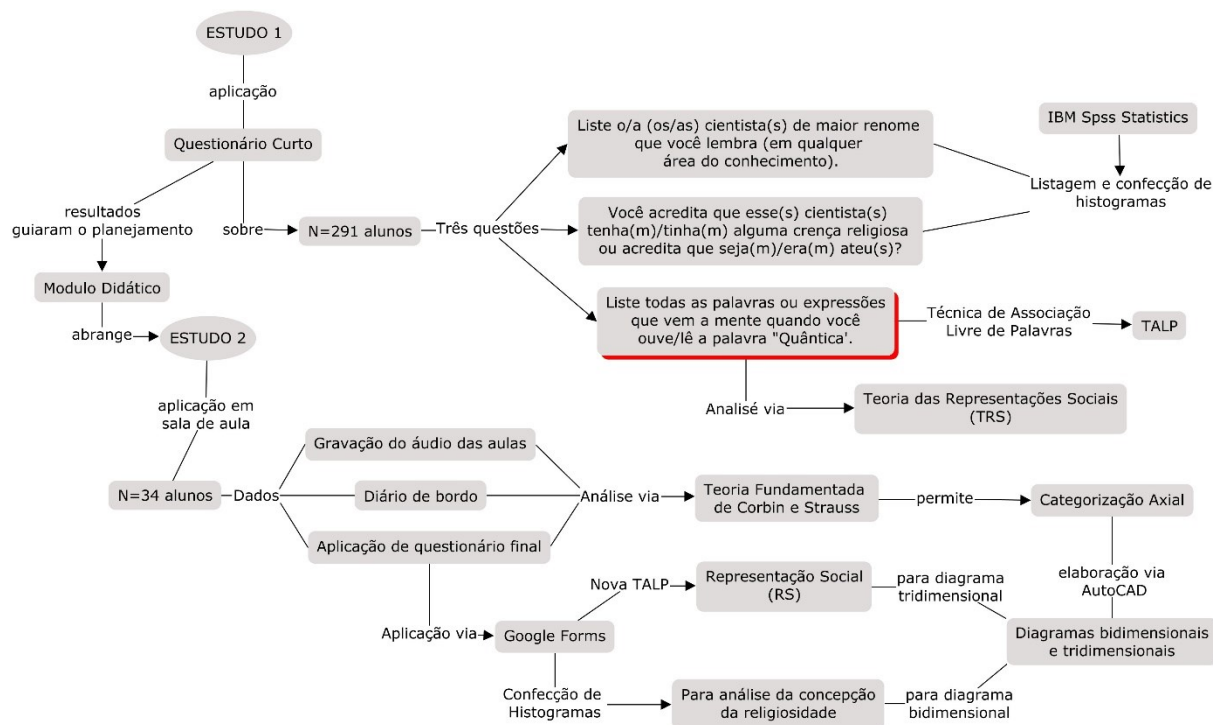 ESTUDO 1
aplicação
Questionário Curto
resultados
guiaram o planejamento
sobre
N=291 alunos
Três questões
Liste o/a (os/as) cientista(s) de maior renome
que você lembra (em qualquer
área do conhecimento).
Você acredita que esse(s) cientista(s)
tenha(m)/tinha(m) alguma crença religiosa
ou acredita que seja(m)/era(m) ateu(s)?
Liste todas as palavras ou expressões
que vem a mente quando você
ouve/lê a palavra "Quântica'.
IBM Spss Statistics
Listagem e confecção de
histogramas
Técnica de Associação
Livre de Palavras
TALP
Analisé via
Teoria das Representações Sociais
(TRS)
Modulo Didático
abrange
ESTUDO 2
aplicação em
sala de aula
N=34 alunos
Dados
Gravação do áudio das aulas
Diário de bordo
Aplicação de questionário final
Análise via
Teoria Fundamentada
de Corbin e Strauss
permite
Categorização Axial
elaboração via
AutoCAD
Diagramas bidimensionais
e tridimensionais
Aplicação via
Google Forms
Nova TALP
Representação Social
(RS)
para diagrama
tridimensional
Confecção de
Histogramas
Para análise da concepção
da religiosidade
para diagrama
bidimensional